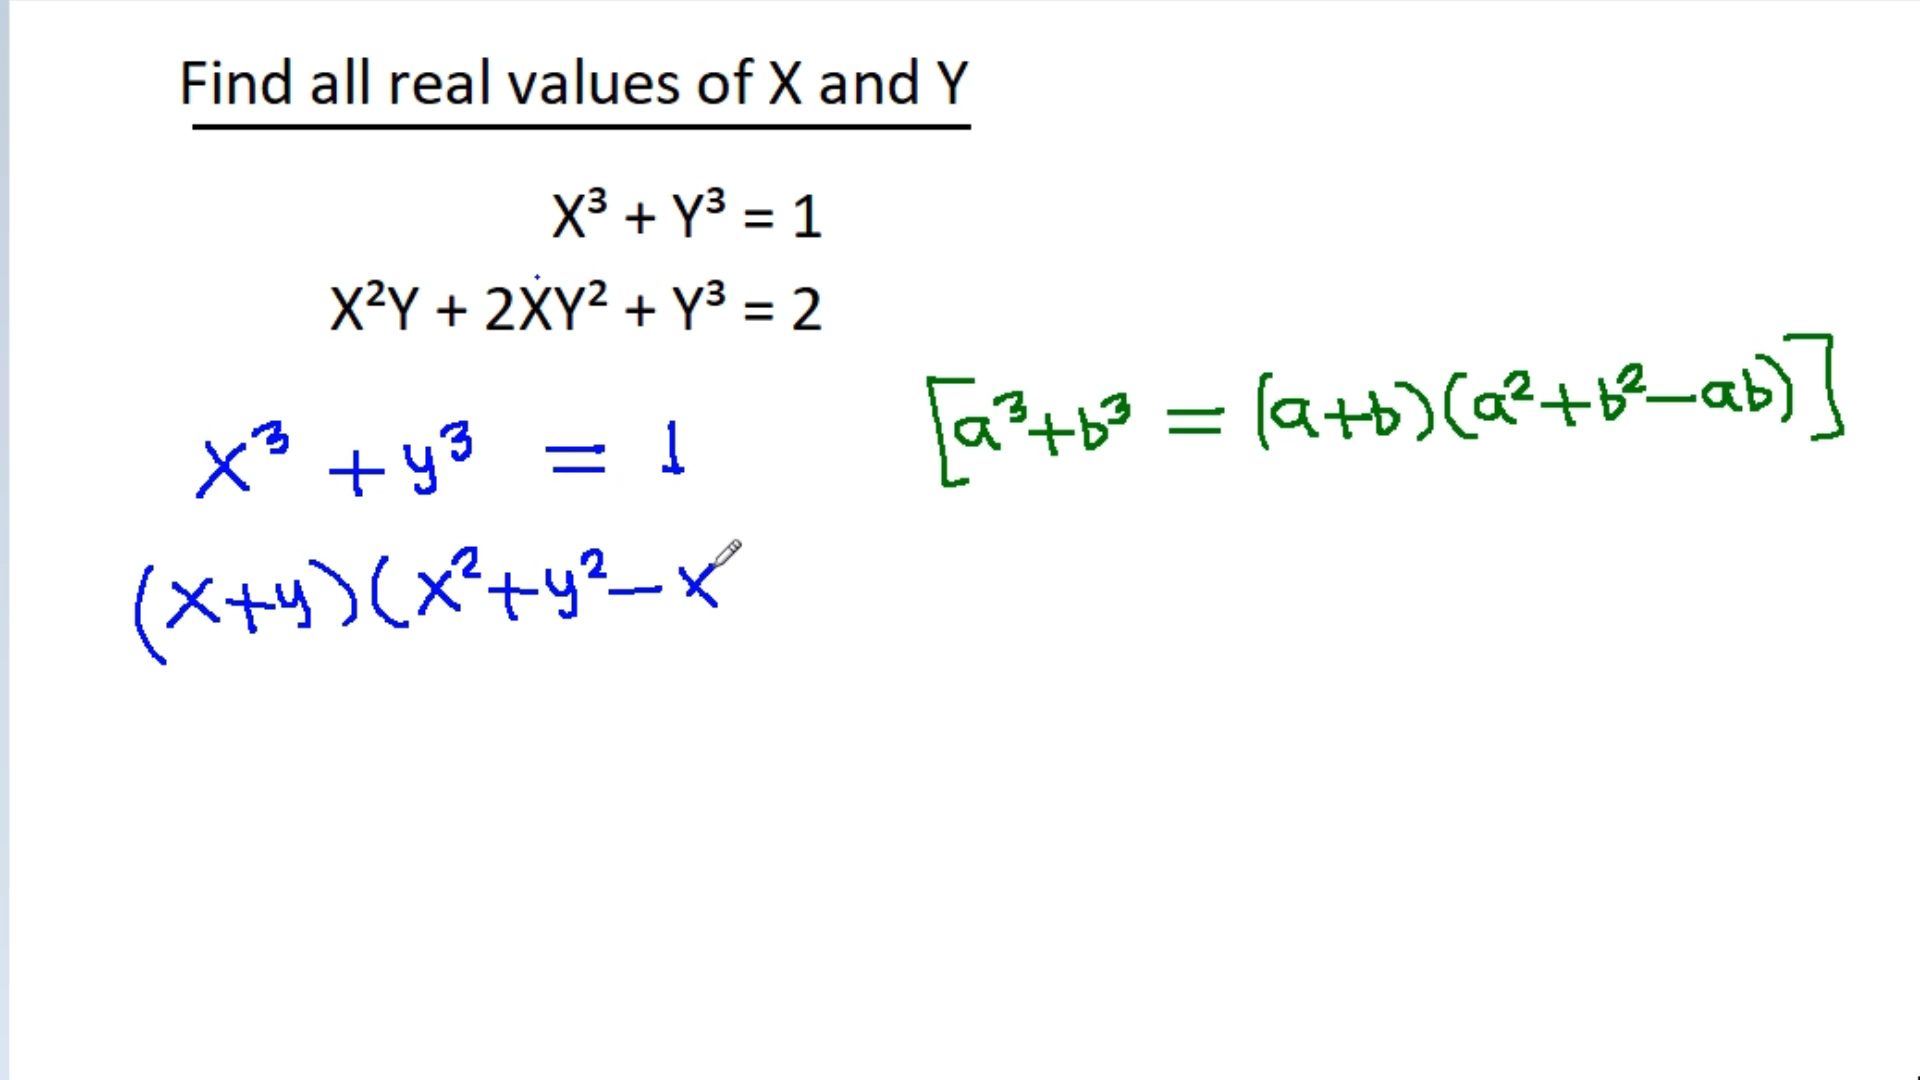 Find all real values of X and Y
X³ + Y³ = 1
X²Y + 2XY² + Y³ = 2
[a³+b³ = (a+b)(a²+b²-ab)]
x³ + y³ = 1
(x+y)(x²+y²-x